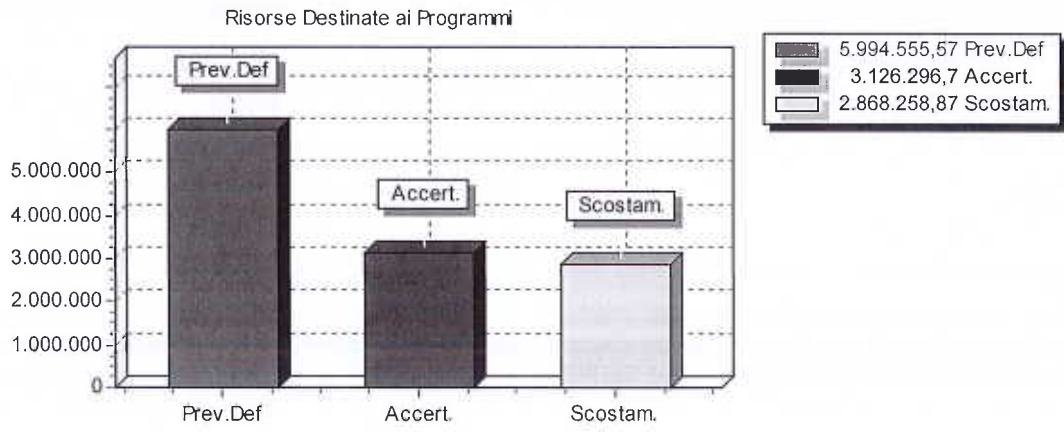 Risorse Destinate ai Programmi
5.994.555,57 Prev.Def
3.126.296,7 Accert.
2.868.258,87 Scostam.
Prev.Def
Accert.
Scostam.
5.000.000
4.000.000
3.000.000
2.000.000
1.000.000
0
Prev.Def
Accert.
Scostam.